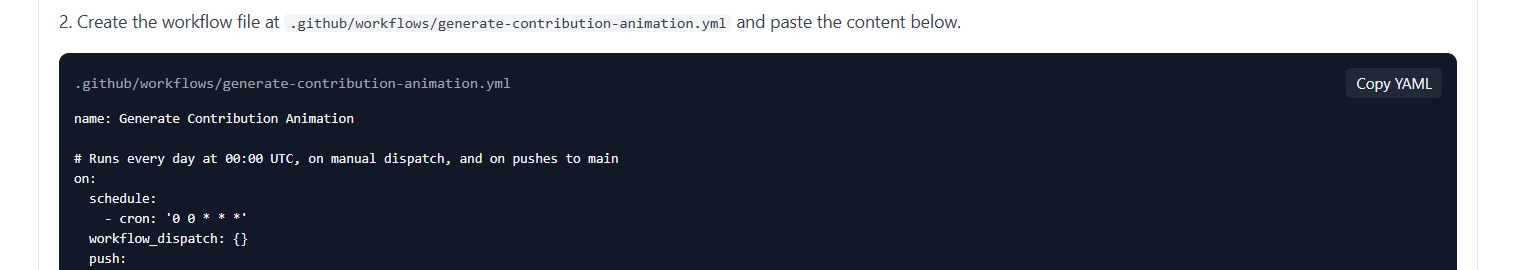 2. Create the workflow file at .github/workflows/generate-contribution-animation.yml and paste the content below.
.github/workflows/generate-contribution-animation.yml
Copy YAML
name: Generate Contribution Animation
# Runs every day at 00:00 UTC, on manual dispatch, and on pushes to main
on:
  schedule:
    - cron: '0 0 * * *'
  workflow_dispatch: {}
  push: